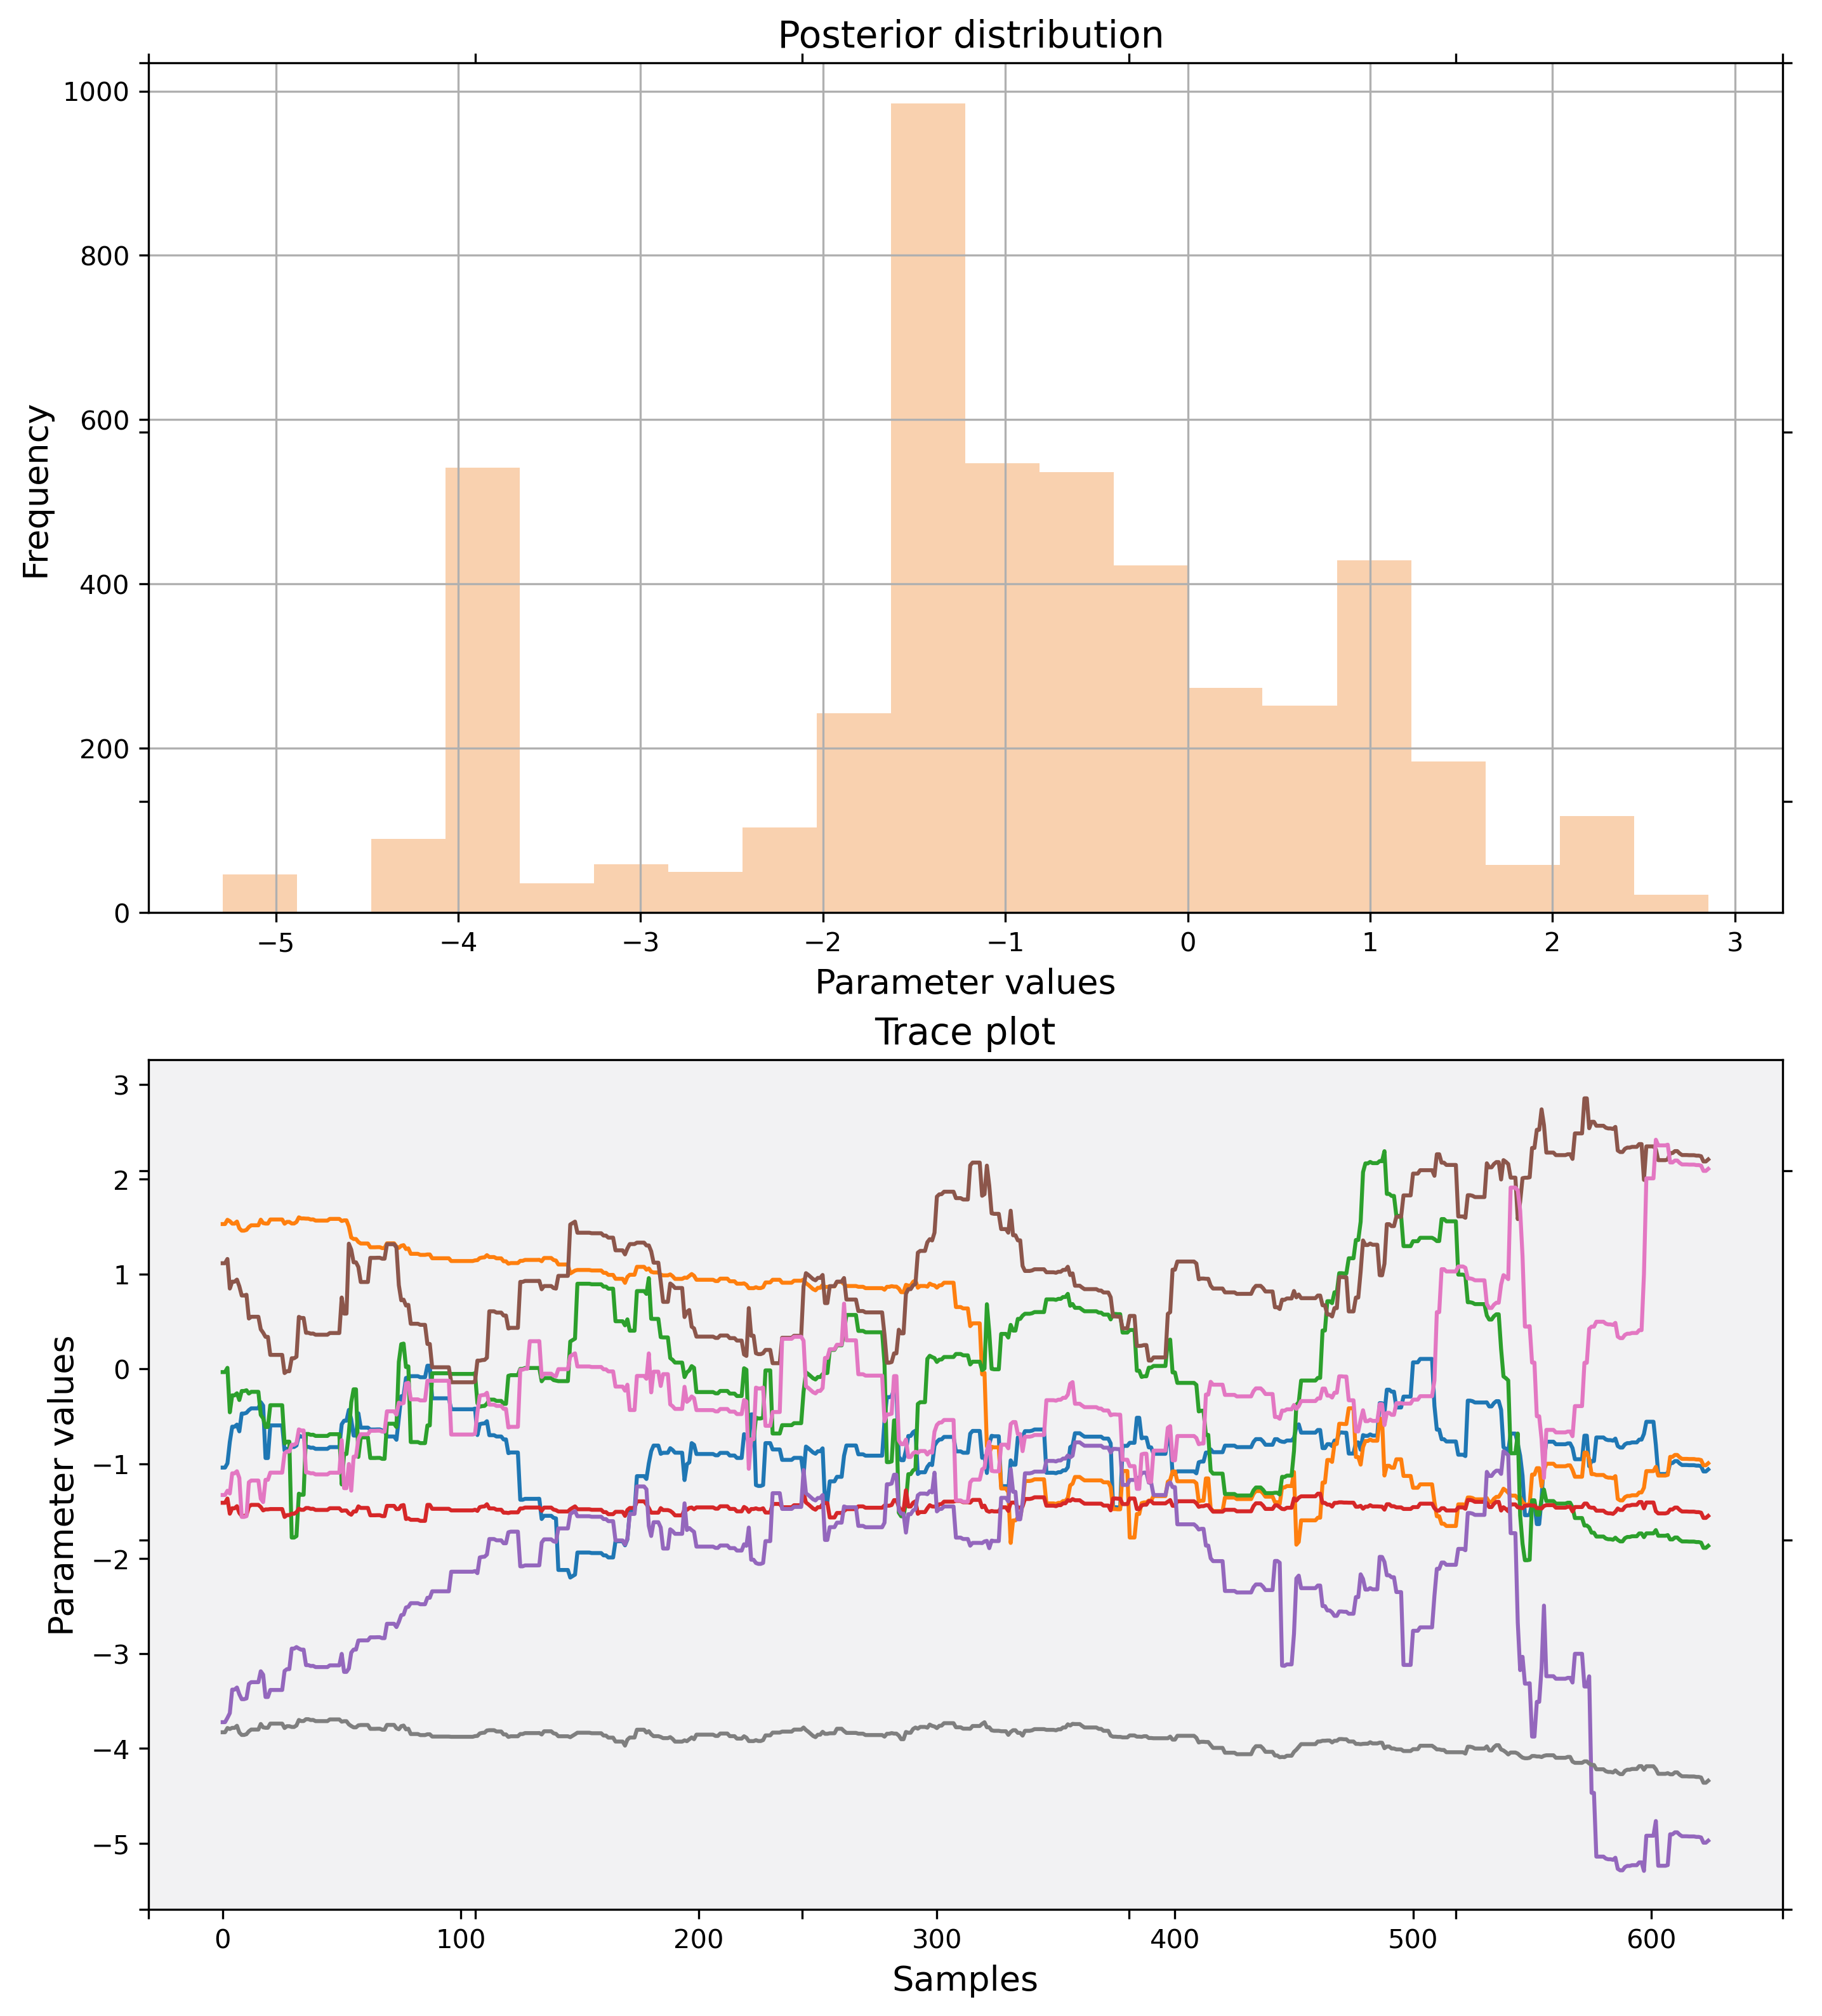 Posterior distribution
1000
800
600
400
200
0
Frequency
−5 −4 −3 −2 −1 0 1 2 3
Parameter values
Trace plot
3
2
1
0
−1
−2
−3
−4
−5
Parameter values
0 100 200 300 400 500 600
Samples